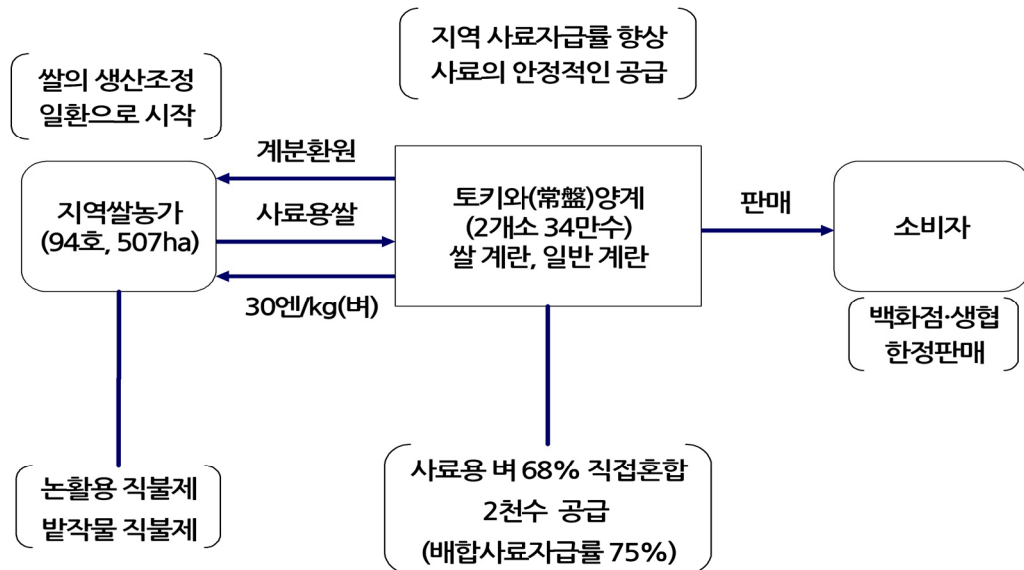 지역 사료자급률 향상
사료의 안정적인 공급
쌀의 생산조정
일환으로 시작
계분환원
지역쌀농가
(94호, 507ha)
사료용쌀
30엔/kg(벼)
토키와(常盤)양계
(2개소 34만수)
쌀 계란, 일반 계란
판매
소비자
백화점·생협
한정판매
논활용 직불제
밭작물 직불제
사료용 벼 68% 직접혼합
2천수 공급
(배합사료자급률 75%)